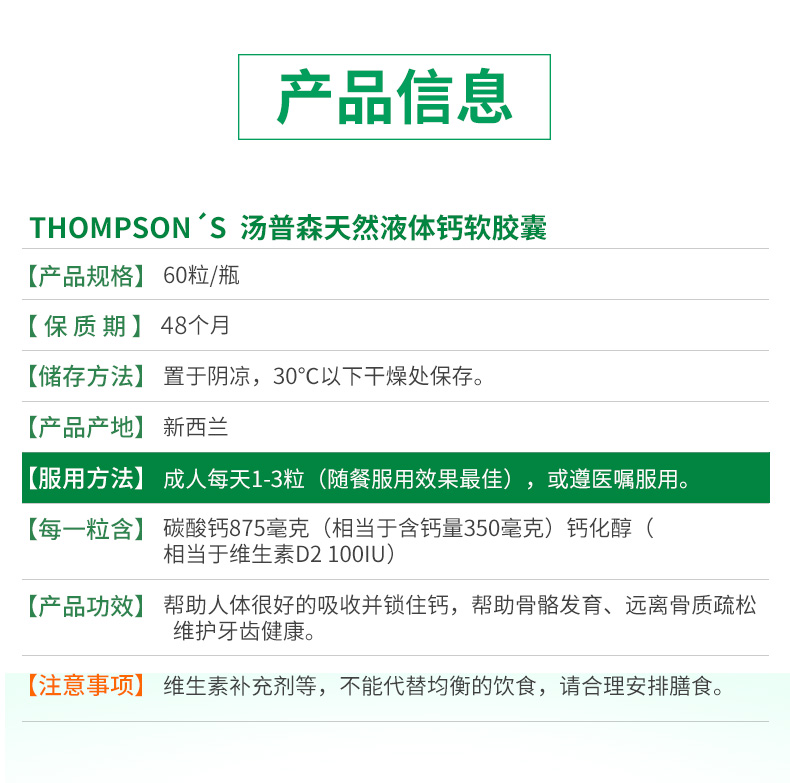 产品信息
THOMPSON´S 汤普森天然液体钙软胶囊
【产品规格】 60粒/瓶
【保质期】 48个月
【储存方法】 置于阴凉，30℃以下干燥处保存。
【产品产地】 新西兰
【服用方法】 成人每天1-3粒（随餐服用效果最佳），或遵医嘱服用。
【每一粒含】 碳酸钙875毫克（相当于含钙量350毫克）钙化醇（
相当于维生素D2 100IU）
【产品功效】 帮助人体很好的吸收并锁住钙，帮助骨骼发育、远离骨质疏松
维护牙齿健康。
【注意事项】 维生素补充剂等，不能代替均衡的饮食，请合理安排膳食。